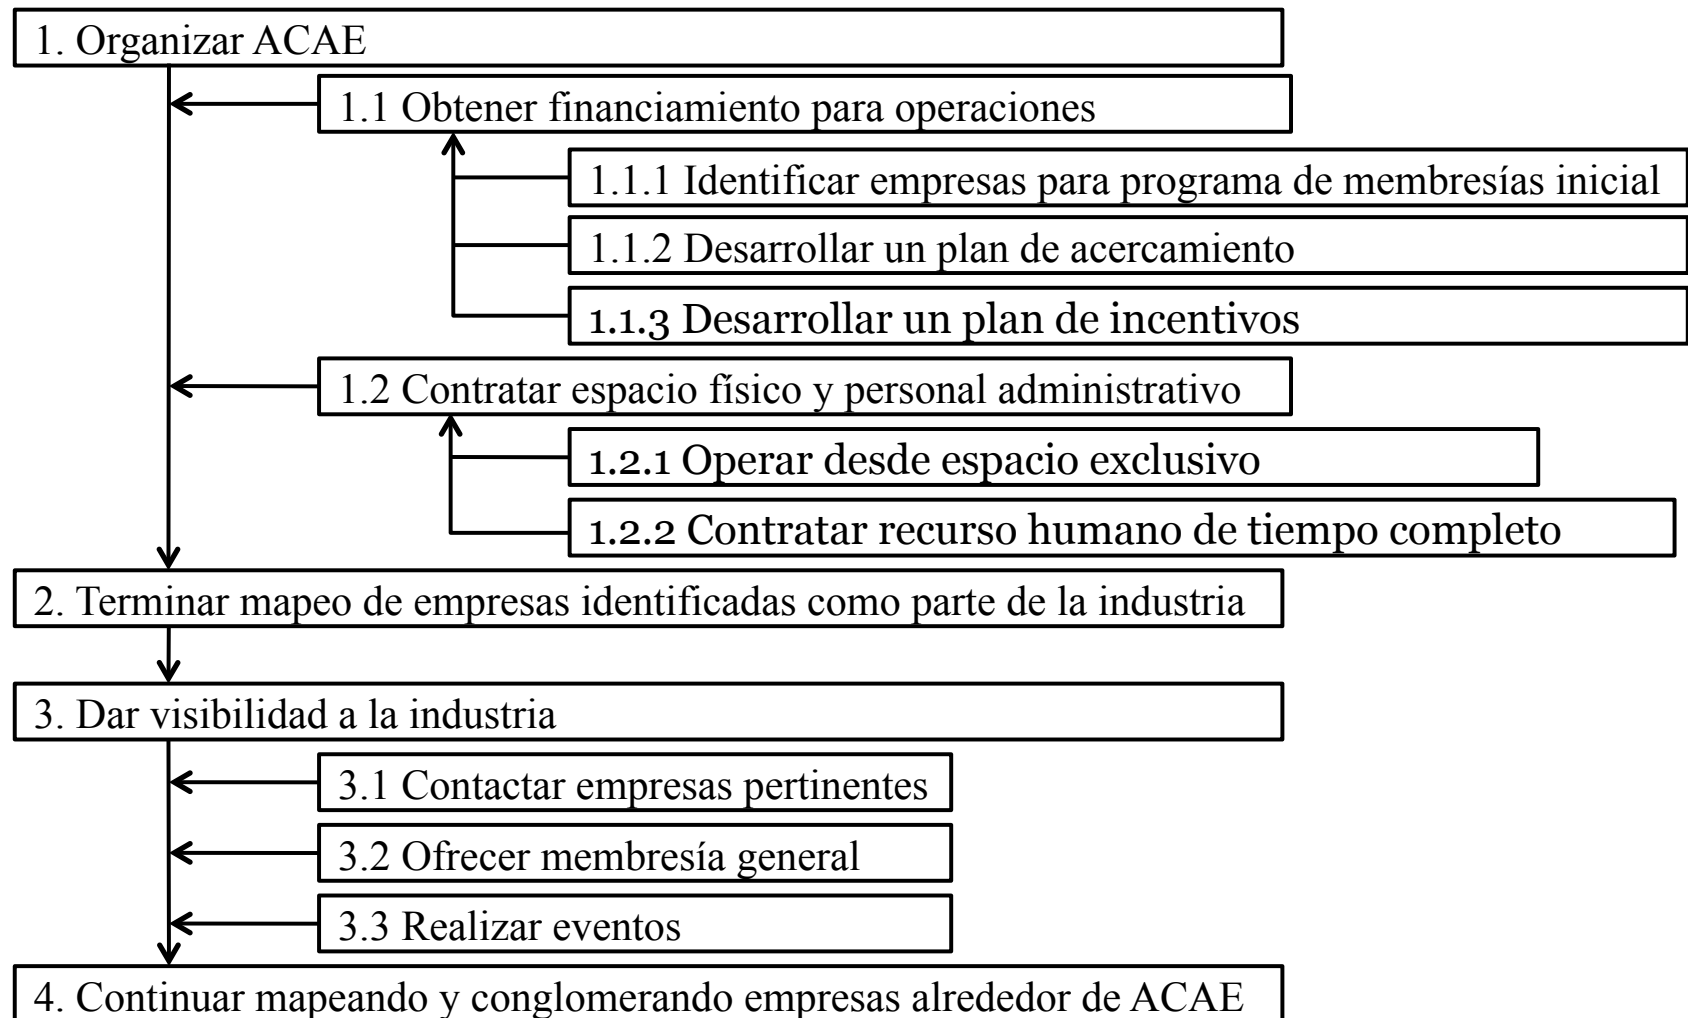 1. Organizar ACAE
1.1 Obtener financiamiento para operaciones
1.1.1 Identificar empresas para programa de membresías inicial
1.1.2 Desarrollar un plan de acercamiento
1.1.3 Desarrollar un plan de incentivos
1.2 Contratar espacio físico y personal administrativo
1.2.1 Operar desde espacio exclusivo
1.2.2 Contratar recurso humano de tiempo completo
2. Terminar mapeo de empresas identificadas como parte de la industria
3. Dar visibilidad a la industria
3.1 Contactar empresas pertinentes
3.2 Ofrecer membresía general
3.3 Realizar eventos
4. Continuar mapeando y conglomerando empresas alrededor de ACAE